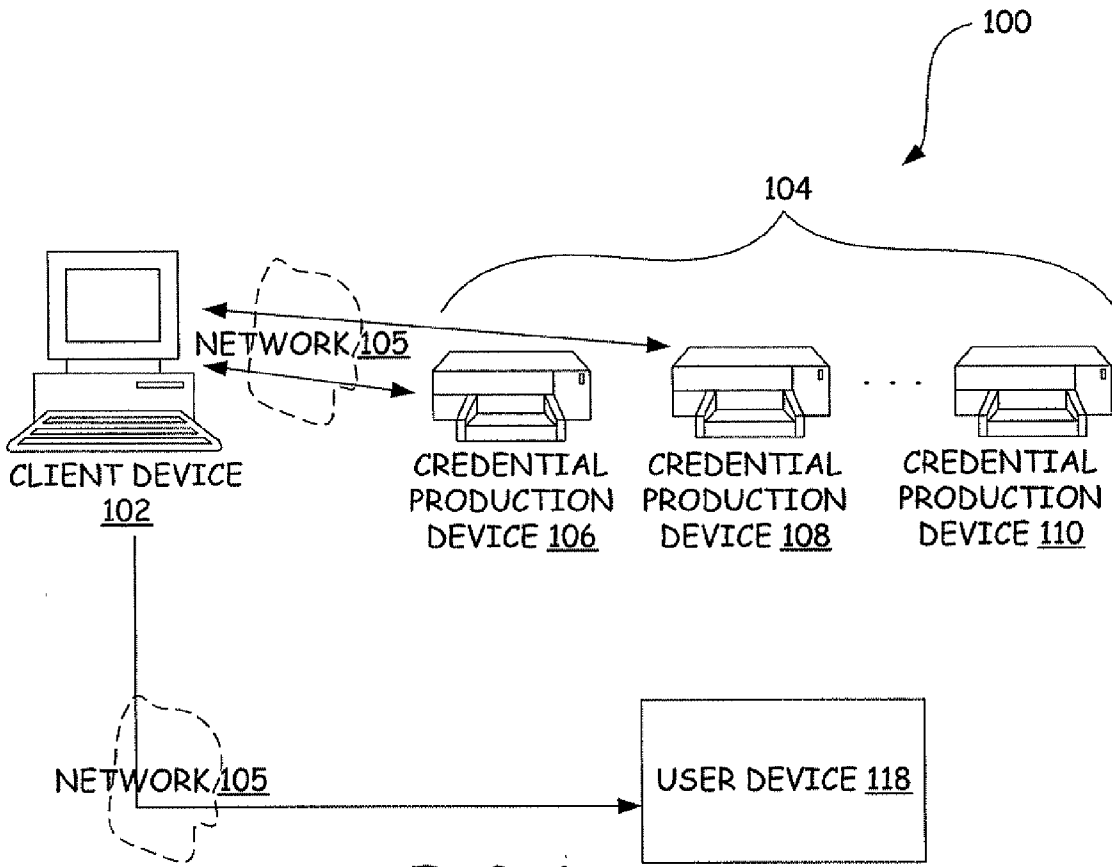 100
104
NETWORK 105
CLIENT DEVICE
102
CREDENTIAL
PRODUCTION
DEVICE 106
CREDENTIAL
PRODUCTION
DEVICE 108
. . .
CREDENTIAL
PRODUCTION
DEVICE 110
NETWORK 105
USER DEVICE 118